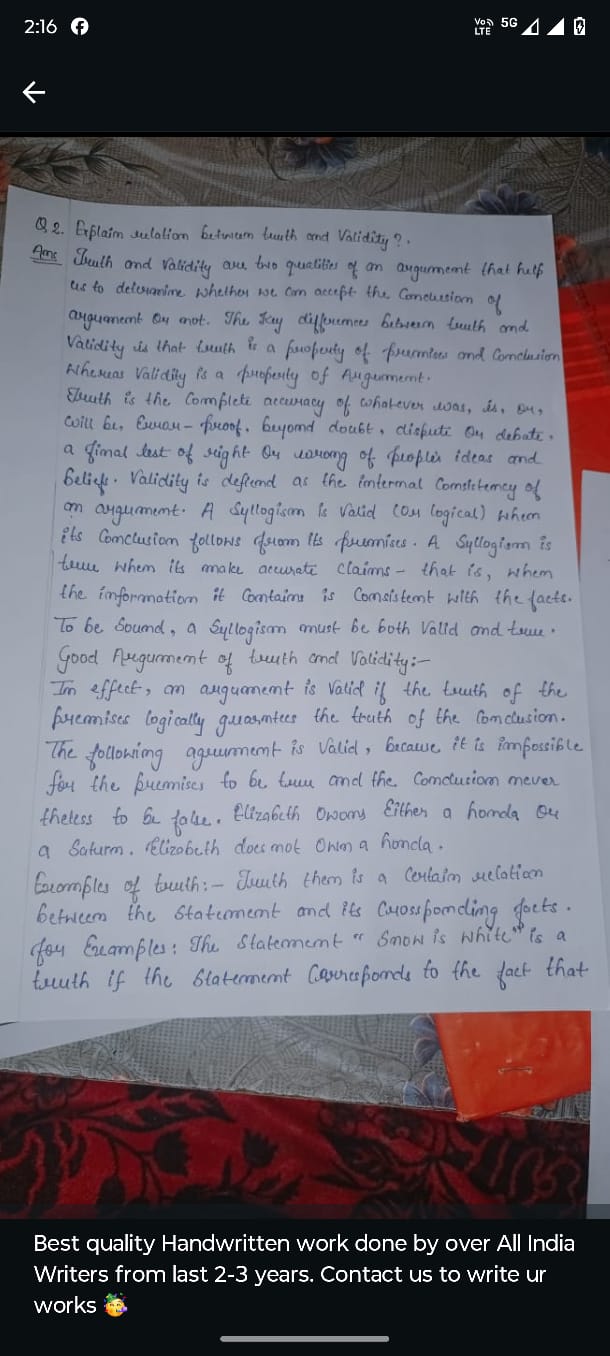 2:16
Vo LTE 5G
Q2. Explain relation between truth and Validity?.
Ans Truth and Validity are two qualities of an argument that help
us to determine whether we can accept the Conclusion of
argument or not. The key differences between truth and
Validity is that truth is a property of premises and Conclusion
Whereas Validity is a property of Argument.
Truth is the Complete accuracy of whatever was, is, or,
will be, Error-proof, beyond doubt, dispute or debate,
a final test of right or wrong of people's ideas and
beliefs. Validity is defined as the internal Consistency of
an argument. A Syllogism is Valid (or logical) when
its Conclusion follows from its premises. A Syllogism is
true when its make accurate claims - that is, when
the information it Contains is Consistent with the facts.
To be Sound, a Syllogism must be both Valid and true.
Good Argument of truth and Validity:-
In effect, an argument is Valid if the truth of the
premises logically guarntees the truth of the Conclusion.
The following agrument is Valid, because it is impossible
for the premises to be true and the Conclusion never
theless to be false. Elizabeth Owons Either a honda or
a Saturn. Elizabeth does not Own a honda.
Examples of truth:- Truth then is a Certain relation
between the Statement and its Crossponding facts.
for Examples: The Statement "Snow is White" is a
truth if the Statement Corresponds to the fact that
Best quality Handwritten work done by over All India
Writers from last 2-3 years. Contact us to write ur
works